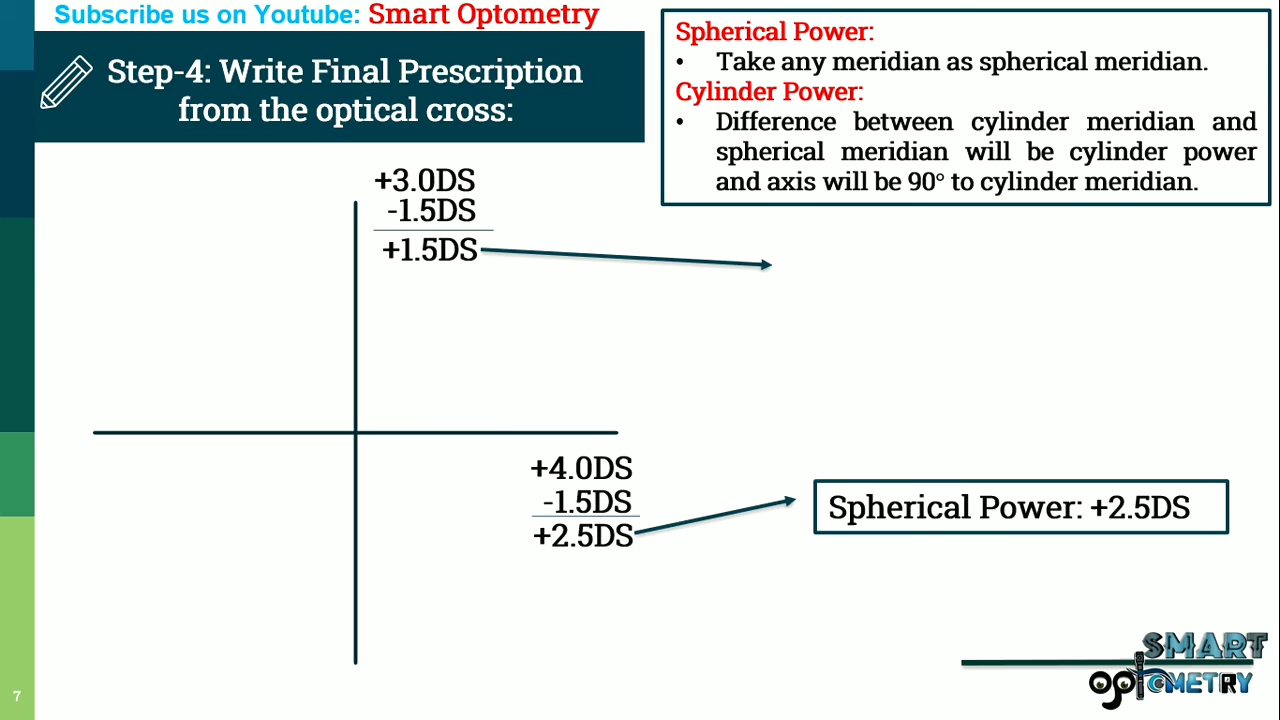 Subscribe us on Youtube: Smart Optometry
Step-4: Write Final Prescription
from the optical cross:
Spherical Power:
• Take any meridian as spherical meridian.
Cylinder Power:
• Difference between cylinder meridian and
spherical meridian will be cylinder power
and axis will be 90° to cylinder meridian.
+3.0DS
-1.5DS
+1.5DS
+4.0DS
-1.5DS
+2.5DS
Spherical Power: +2.5DS
SMART
OPTOMETRY
7